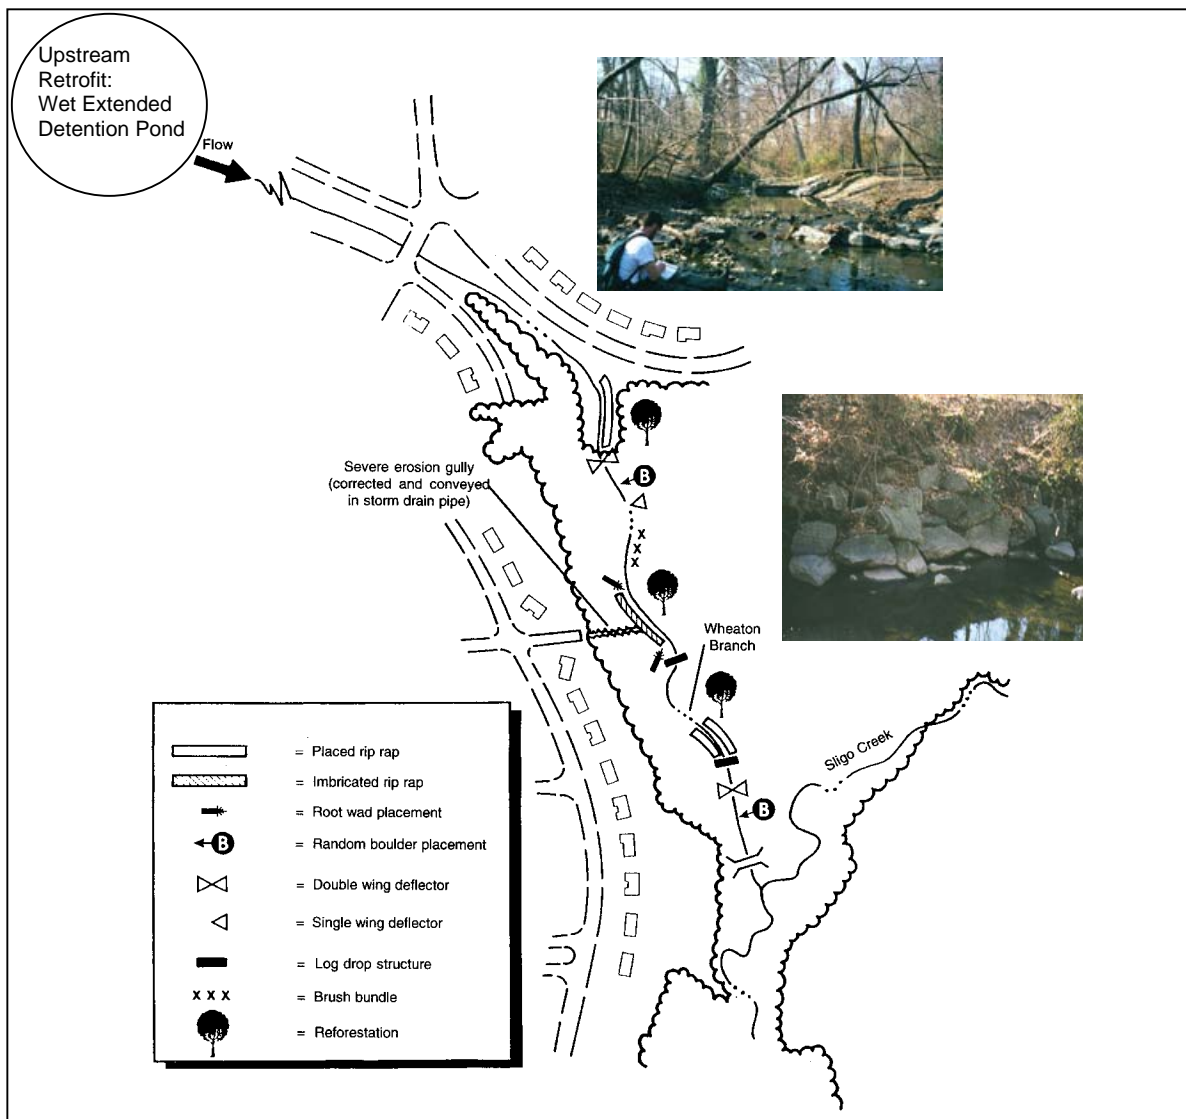 Upstream
Retrofit:
Wet Extended
Detention Pond
Flow
Severe erosion gully
(corrected and conveyed
in storm drain pipe)
B
Wheaton
Branch
Sligo Creek
B
= Placed rip rap
= Imbricated rip rap
= Root wad placement
B = Random boulder placement
= Double wing deflector
= Single wing deflector
= Log drop structure
x x x = Brush bundle
= Reforestation